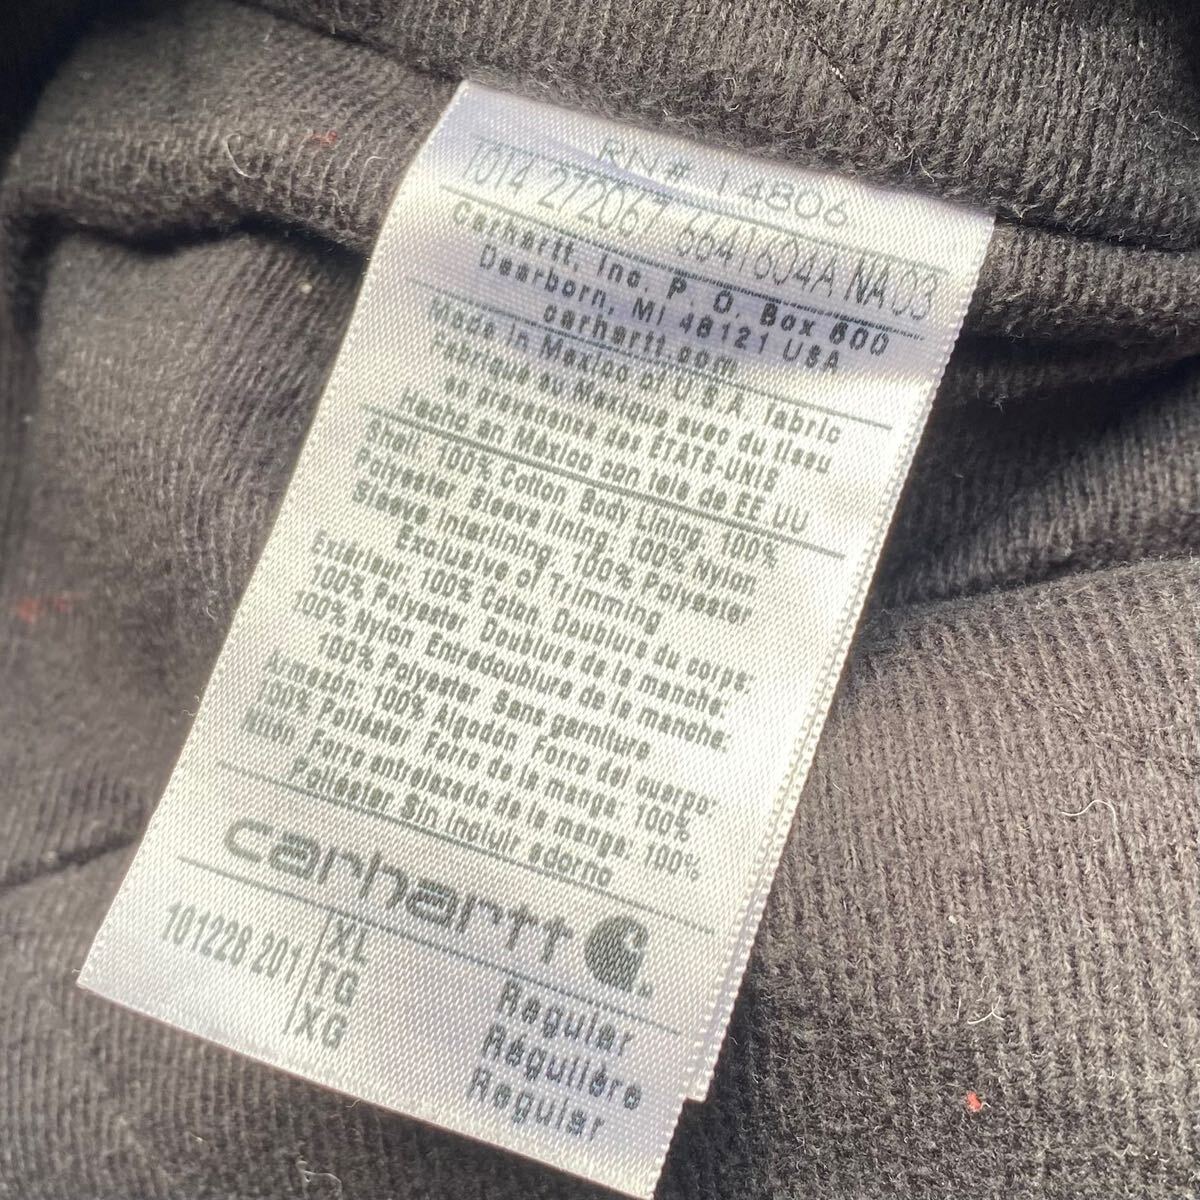 RN# 14806
1014 272067 6641604A NA 03
Carhartt, Inc. P. O. Box 600
Dearborn, MI 48121 USA
carhartt.com
Made in Mexico of U.S.A. fabric
Fabriqué au Mexique avec du tissu
en provenance des ÉTATS-UNIS
Hecho en México con tela de EE.UU
Shell: 100% Cotton Body Lining, 100%
Polyester Sleeve lining, 100% Nylon
Sleeve interlining, 100% Polyester
Exclusive of Trimming
Extérieur: 100% Coton, Doublure du corps:
100% Polyester, Doublure de la manche:
100% Nylon Entredoublure de la manche:
100% Polyester Sans garniture
Armazón: 100% Algodón Forro del cuerpo:
100% Poliéster, Forro de la manga: 100%
Nilón, Forro entrelazado de la manga: 100%
Poliéster Sin incluir adorno
carhartt
101228 201 XL Regular
TG Régulière
XG Regular